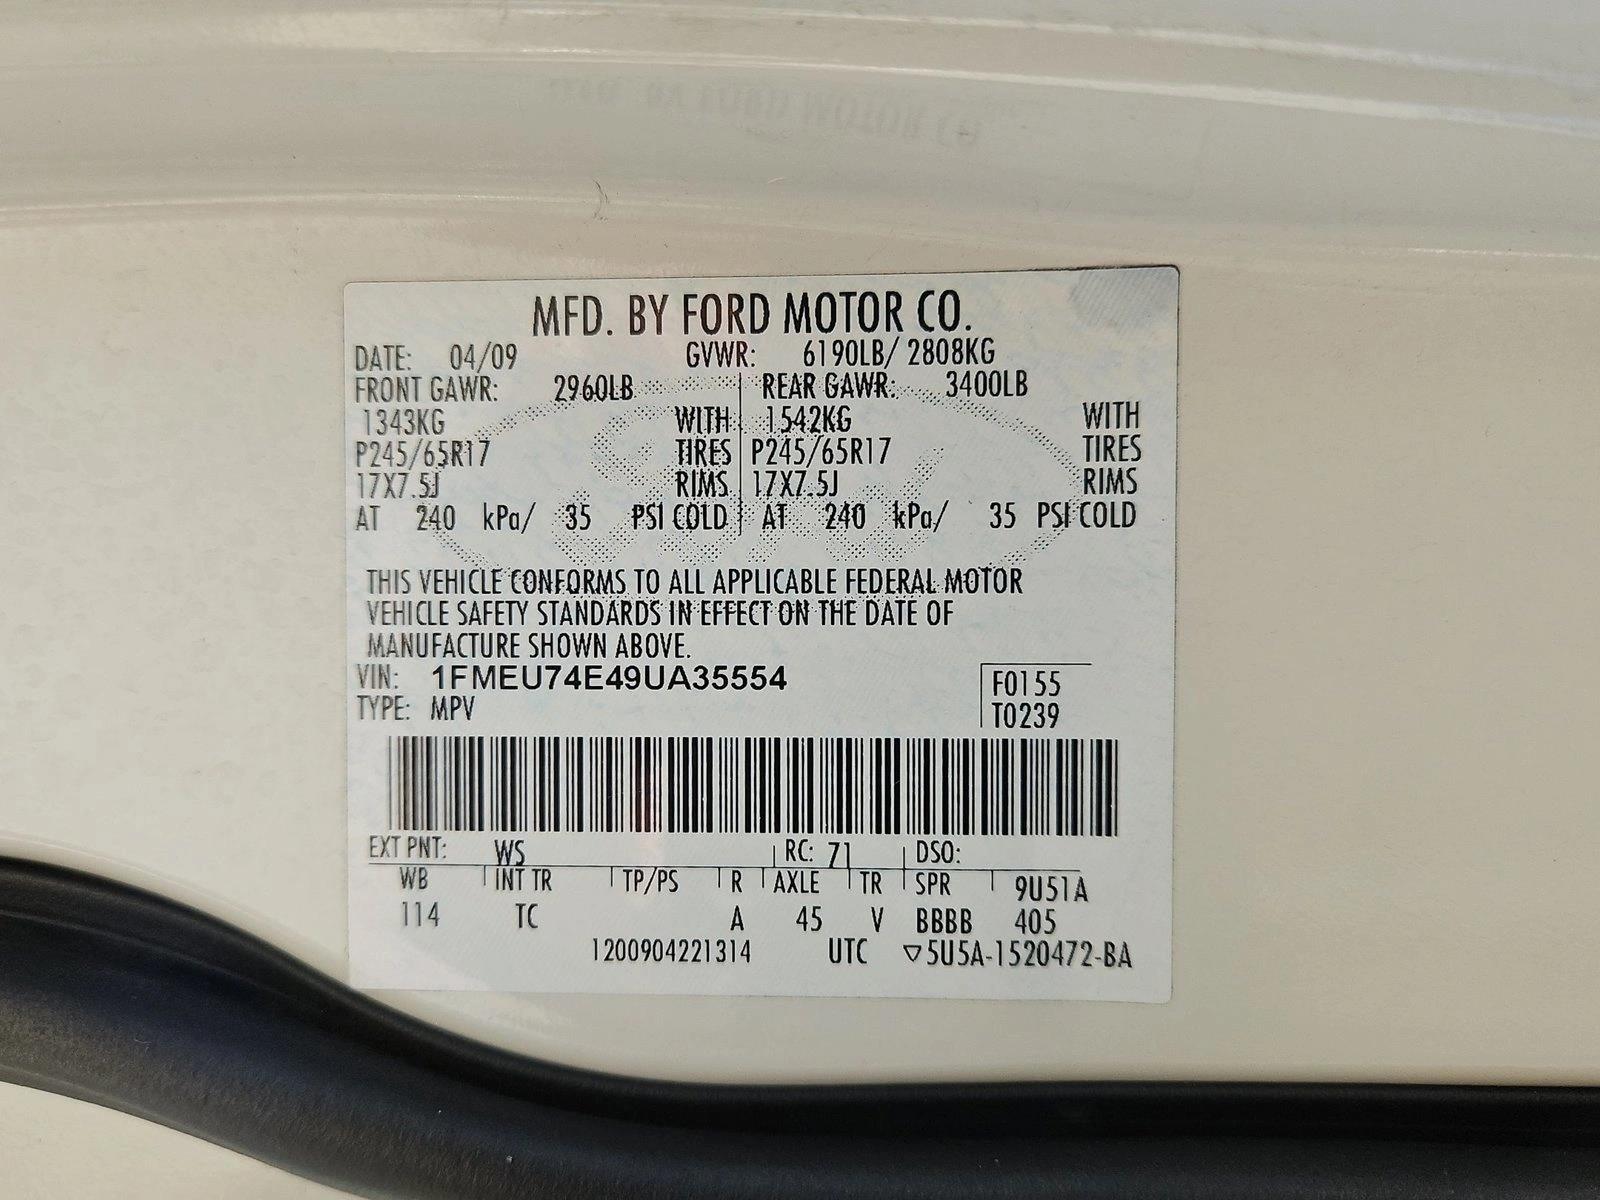 MFD. BY FORD MOTOR CO.
DATE: 04/09 GVWR: 6190LB/ 2808KG
FRONT GAWR: 2960LB REAR GAWR: 3400LB
1343KG WITH 1542KG WITH
P245/65R17 TIRES P245/65R17 TIRES
17X7.5J RIMS 17X7.5J RIMS
AT 240 kPa/ 35 PSI COLD AT 240 kPa/ 35 PSI COLD
THIS VEHICLE CONFORMS TO ALL APPLICABLE FEDERAL MOTOR
VEHICLE SAFETY STANDARDS IN EFFECT ON THE DATE OF
MANUFACTURE SHOWN ABOVE.
VIN: 1FMEU74E49UA35554
TYPE: MPV
F0155
T0239
EXT PNT: WS RC: 71 DSO:
WB INT TR TP/PS R AXLE TR SPR 9U51A
114 TC A 45 V BBBB 405
1200904221314 UTC ▽5U5A-1520472-BA